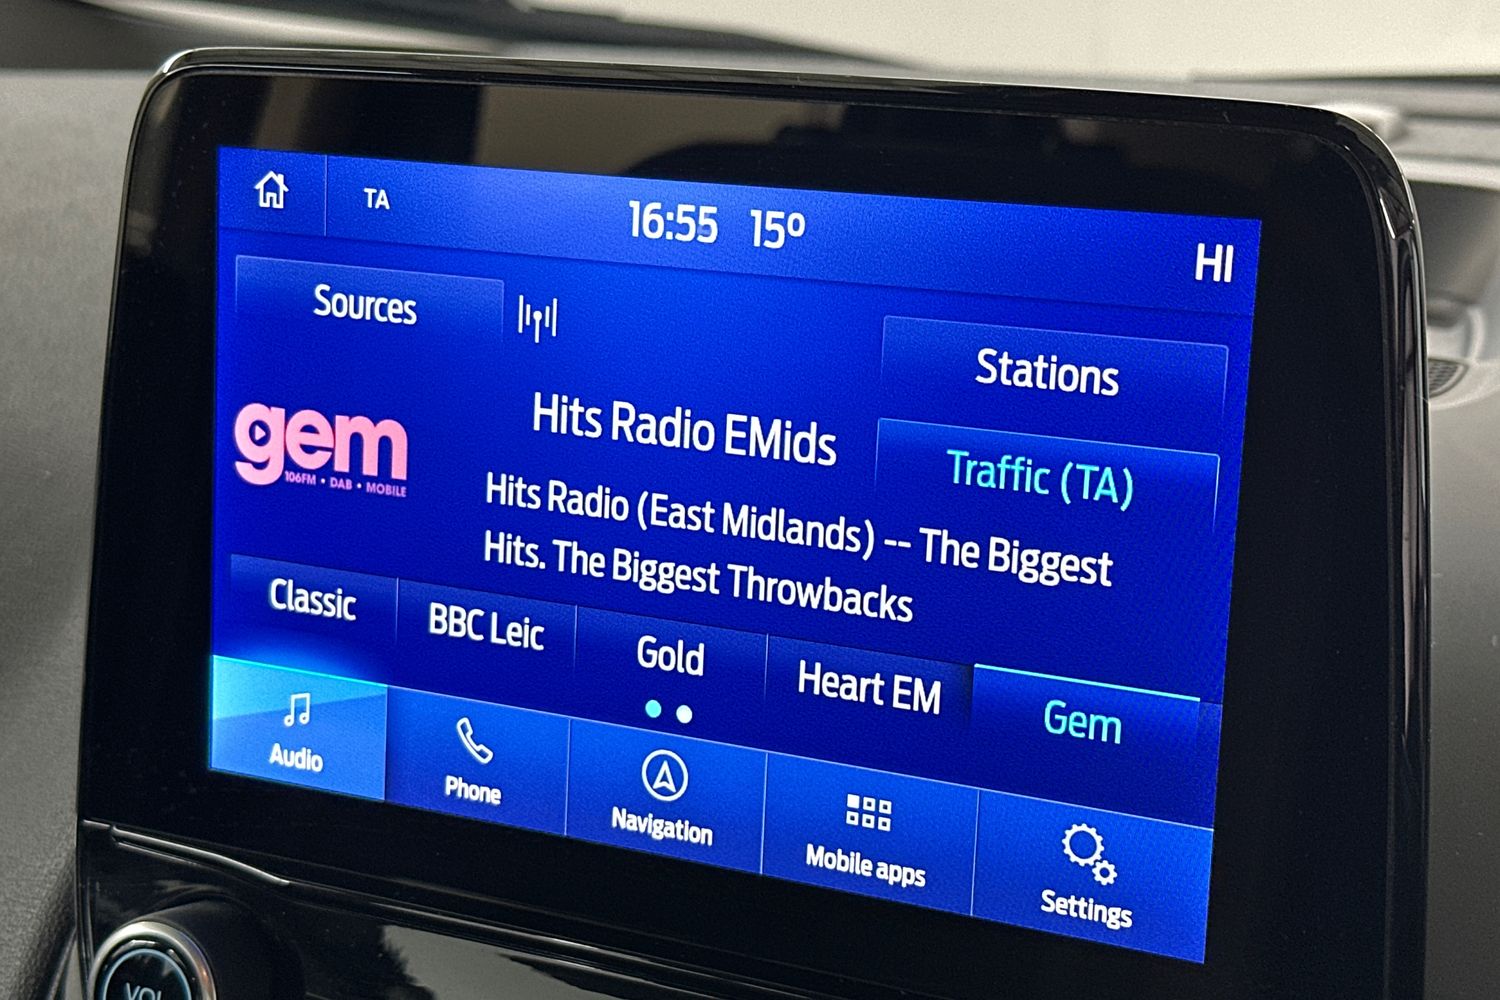 TA
16:55 15º
HI
Sources
Stations
gem
106FM • DAB • MOBILE
Hits Radio EMids
Traffic (TA)
Hits Radio (East Midlands) -- The Biggest
Hits. The Biggest Throwbacks
Classic
BBC Leic
Gold
Heart EM
Gem
Audio
Phone
Navigation
Mobile apps
Settings
VOL